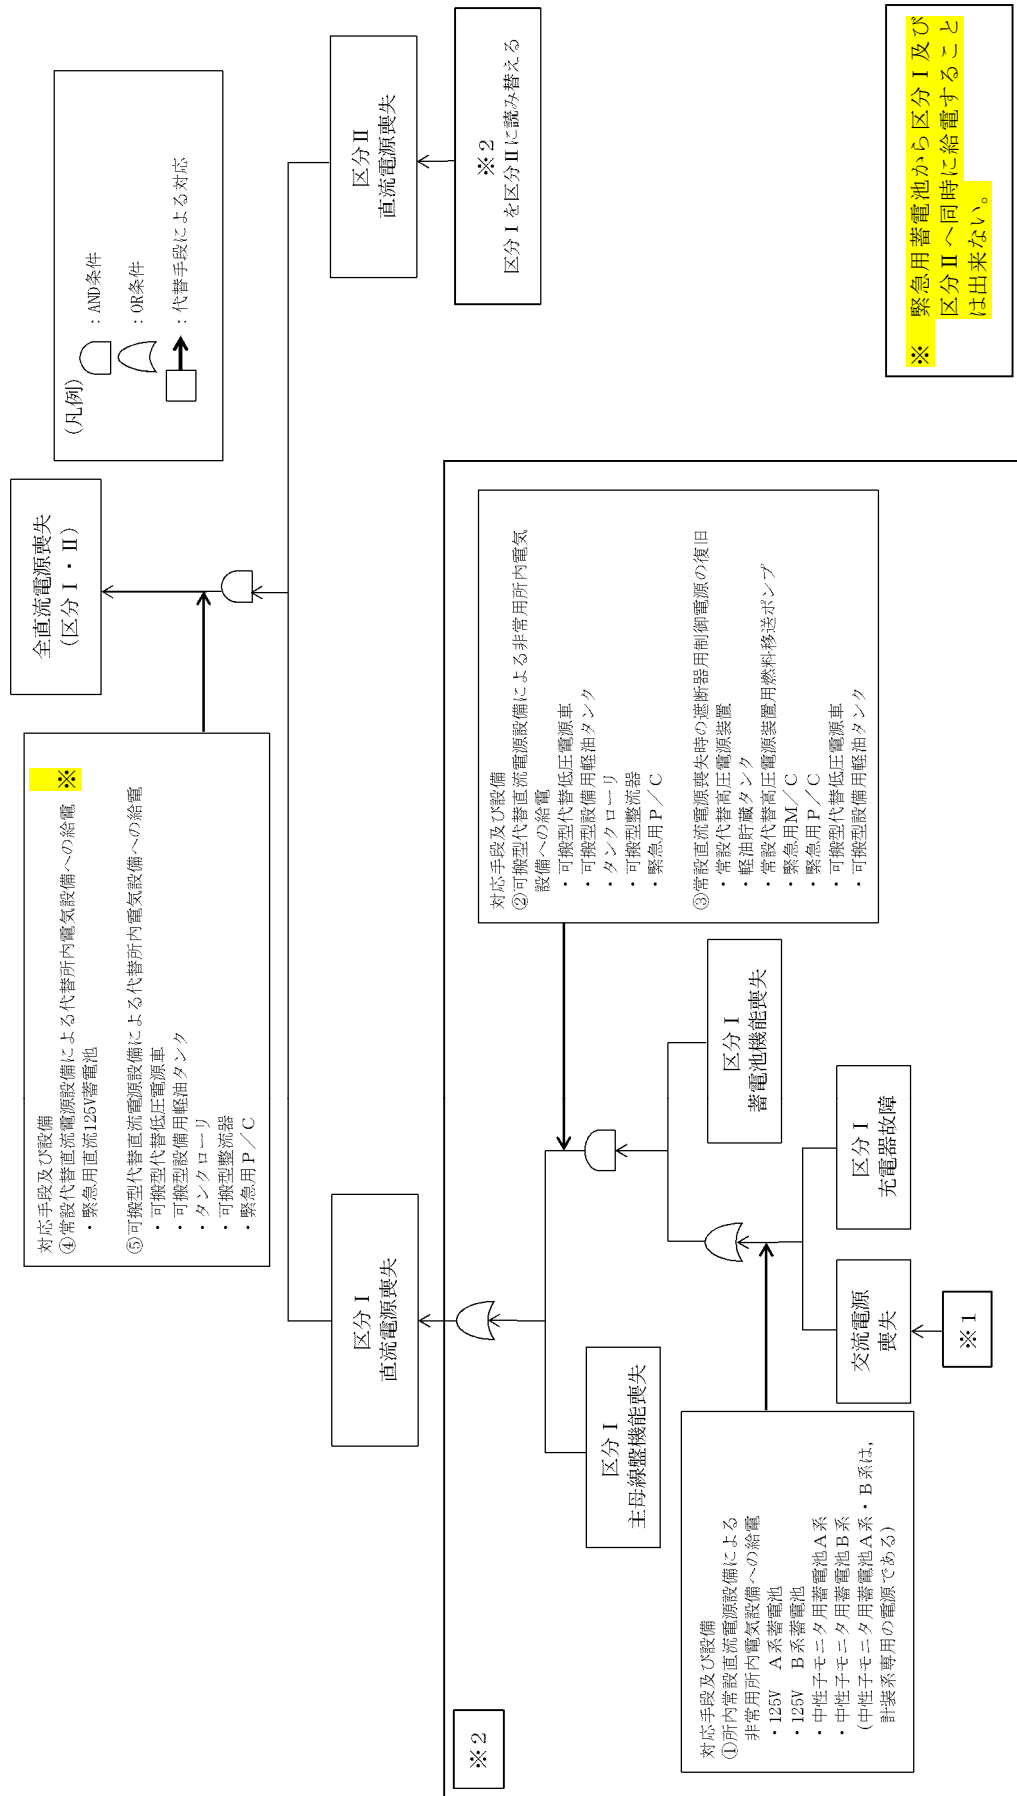 全直流電源喪失
(区分Ⅰ・Ⅱ)
(凡例)
：AND条件
：OR条件
：代替手段による対応
対応手段及び設備
④常設代替直流電源設備による代替所内電気設備への給電 ※
・緊急用直流125V蓄電池
⑤可搬型代替直流電源設備による代替所内電気設備への給電
・可搬型代替低圧電源車
・可搬型設備用軽油タンク
・タンクローリ
・可搬型整流器
・緊急用Ｐ／Ｃ
区分Ⅰ
直流電源喪失
区分Ⅱ
直流電源喪失
※2
区分Ⅰを区分Ⅱに読み替える
※2
区分Ⅰ
主母線盤機能喪失
対応手段及び設備
②可搬型代替直流電源設備による非常用所内電気
設備への給電
・可搬型代替低圧電源車
・可搬型設備用軽油タンク
・タンクローリ
・可搬型整流器
・緊急用Ｐ／Ｃ
③常設直流電源喪失時の遮断器用制御電源の復旧
・常設代替高圧電源装置
・軽油貯蔵タンク
・常設代替高圧電源装置用燃料移送ポンプ
・緊急用Ｍ／Ｃ
・緊急用Ｐ／Ｃ
・可搬型代替低圧電源車
・可搬型設備用軽油タンク
区分Ⅰ
蓄電池機能喪失
対応手段及び設備
①所内常設直流電源設備による
非常用所内電気設備への給電
・125V Ａ系蓄電池
・125V Ｂ系蓄電池
・中性子モニタ用蓄電池Ａ系
・中性子モニタ用蓄電池Ｂ系
(中性子モニタ用蓄電池Ａ系・Ｂ系は，
計装系専用の電源である)
交流電源
喪失
区分Ⅰ
充電器故障
※1
※ 緊急用蓄電池から区分Ⅰ及び
区分Ⅱへ同時に給電すること
は出来ない。